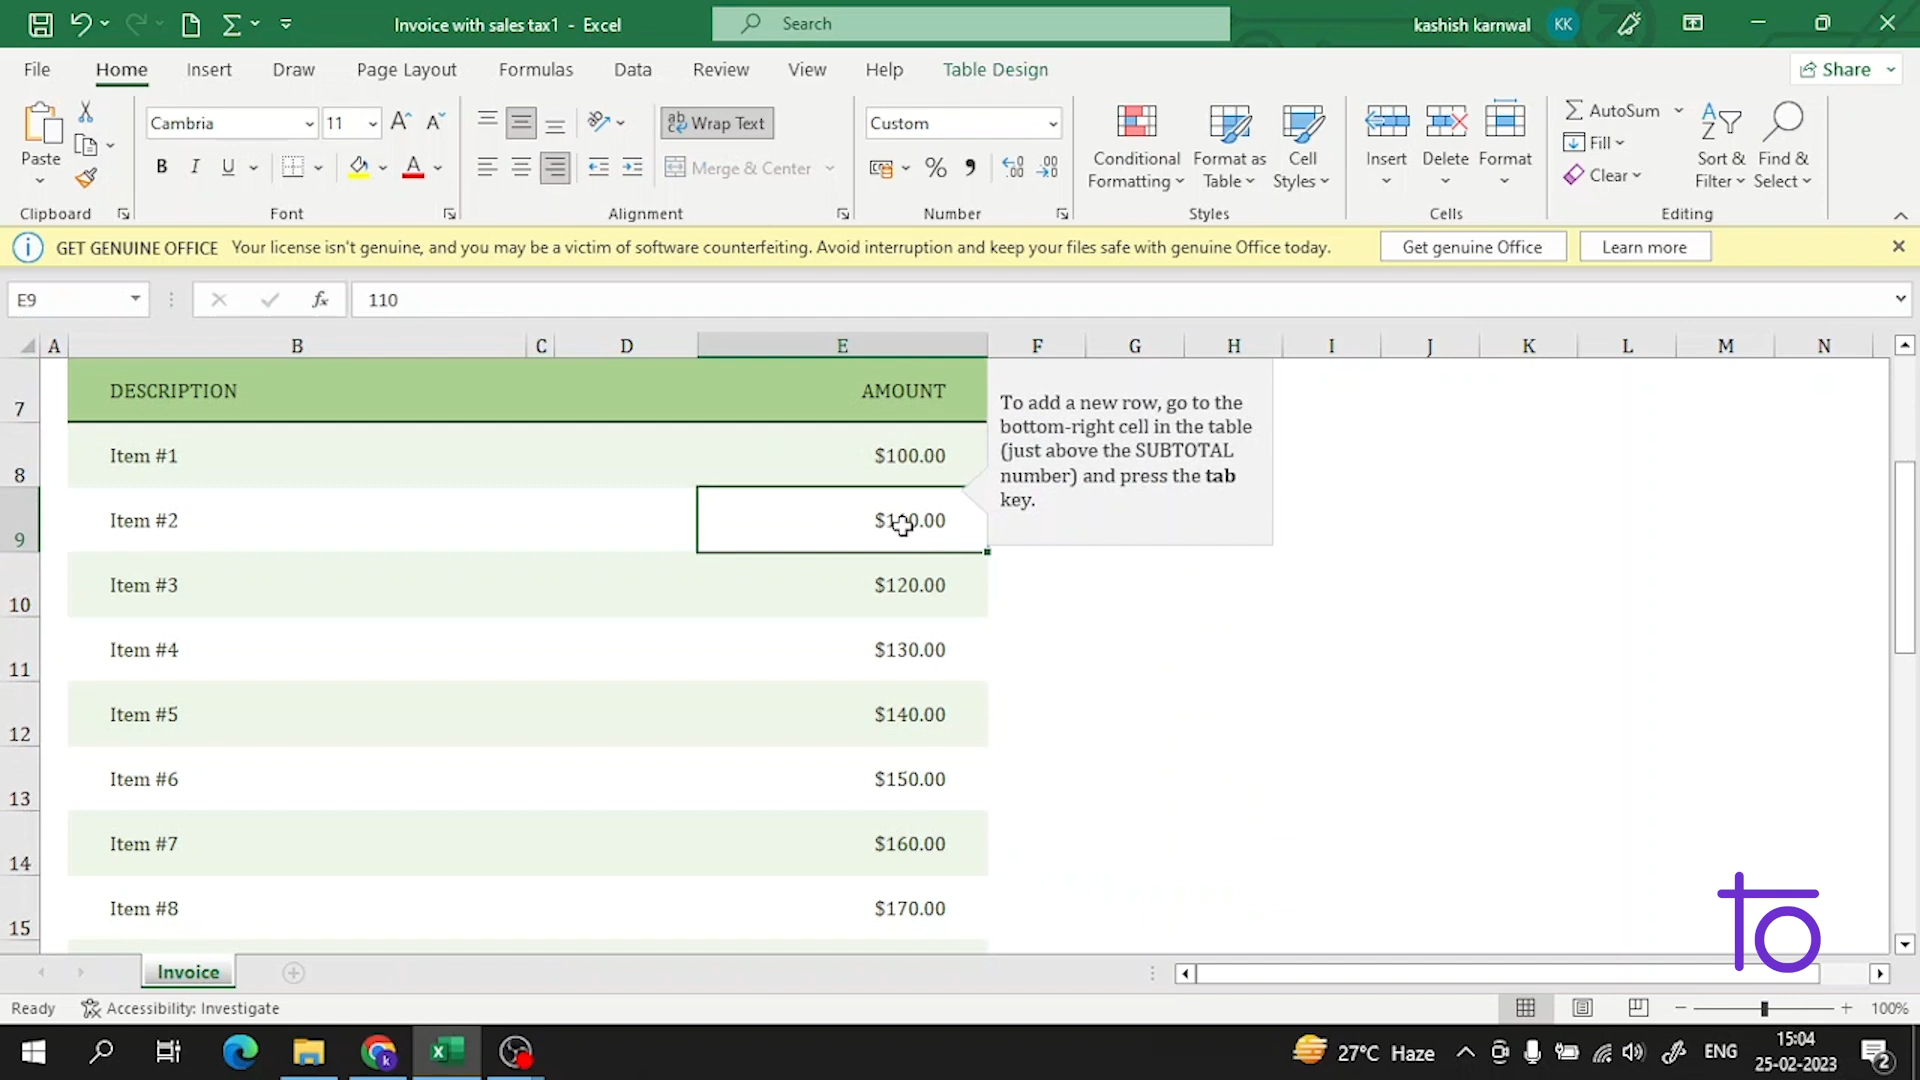 Invoice with sales tax1 - Excel
Search
kashish karnwal
KK
File Home Insert Draw Page Layout Formulas Data Review View Help Table Design
Share
Paste
Clipboard
Cambria
11
B I U
Font
Wrap Text
Merge & Center
Alignment
Custom
Number
Conditional Formatting
Format as Table
Cell Styles
Styles
Insert
Delete
Format
Cells
AutoSum
Fill
Clear
Sort & Filter
Find & Select
Editing
GET GENUINE OFFICE Your license isn't genuine, and you may be a victim of software counterfeiting. Avoid interruption and keep your files safe with genuine Office today.
Get genuine Office
Learn more
E9
fx
110
A B C D E F G H I J K L M N
7 DESCRIPTION AMOUNT
8 Item #1 $100.00
9 Item #2 $110.00
10 Item #3 $120.00
11 Item #4 $130.00
12 Item #5 $140.00
13 Item #6 $150.00
14 Item #7 $160.00
15 Item #8 $170.00
To add a new row, go to the
bottom-right cell in the table
(just above the SUBTOTAL
number) and press the tab
key.
to
Invoice
Ready
Accessibility: Investigate
100%
27°C Haze
ENG
15:04
25-02-2023
2